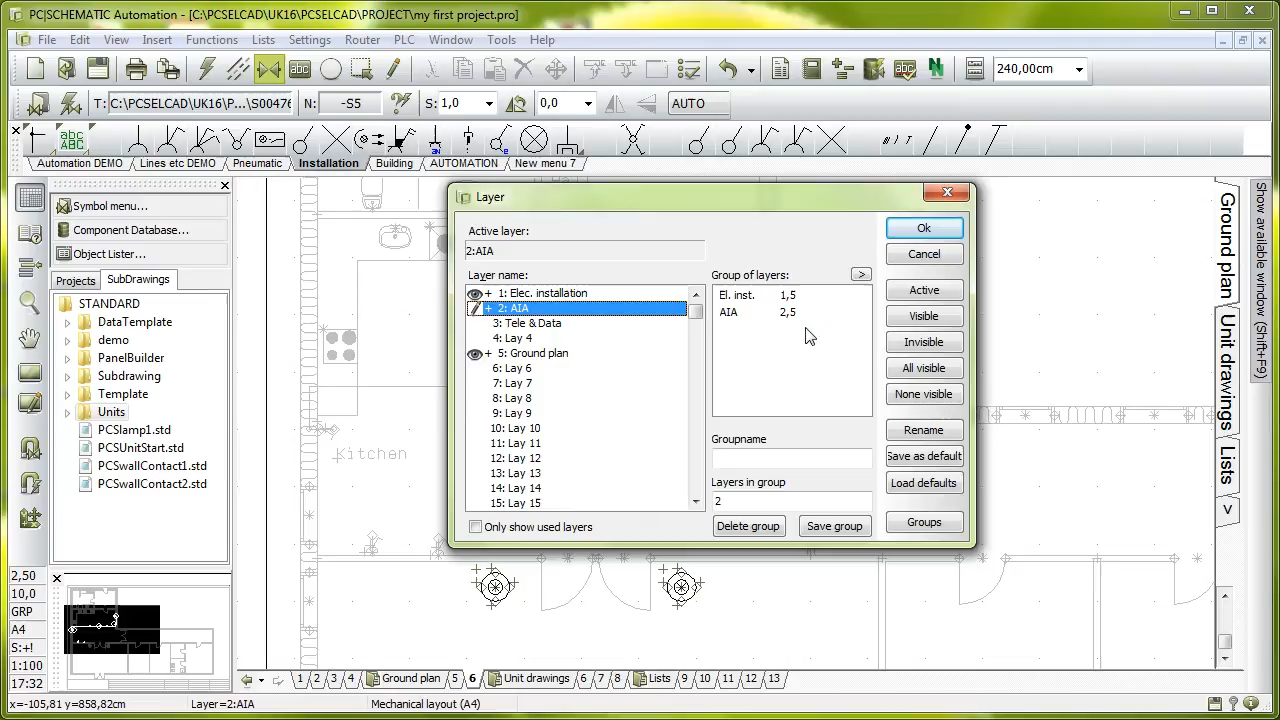 PC|SCHEMATIC Automation - [C:\PCSELCAD\UK16\PCSELCAD\PROJECT\my first project.pro]
File Edit View Insert Functions Lists Settings Router PLC Window Tools Help
abc 240,00cm
T: C:\PCSELCAD\UK16\P...\S00476 N: -S5 S: 1,0 0,0 AUTO
abc
ABC
Automation DEMO Lines etc DEMO Pneumatic Installation Building AUTOMATION New menu 7
Symbol menu...
Component Database...
Object Lister...
Projects SubDrawings
STANDARD
DataTemplate
demo
PanelBuilder
Subdrawing
Template
Units
PCSlamp1.std
PCSUnitStart.std
PCSwallContact1.std
PCSwallContact2.std
Kitchen
Layer
Active layer:
2:AIA
Layer name:
1: Elec. installation
2: AIA
3: Tele & Data
4: Lay 4
5: Ground plan
6: Lay 6
7: Lay 7
8: Lay 8
9: Lay 9
10: Lay 10
11: Lay 11
12: Lay 12
13: Lay 13
14: Lay 14
15: Lay 15
Only show used layers
Group of layers: >
El. inst. 1,5
AIA 2,5
Groupname
Layers in group
2
Delete group Save group
Ok
Cancel
Active
Visible
Invisible
All visible
None visible
Rename
Save as default
Load defaults
Groups
Ground plan
Unit drawings
Lists
>
Show available window (Shift+F9)
2,50
10,0
GRP
A4
S:+!
1:100
17:32
1 2 3 4 Ground plan 5 6 Unit drawings 6 7 8 Lists 9 10 11 12 13
x=-105,81 y=858,82cm Layer=2:AIA Mechanical layout (A4)